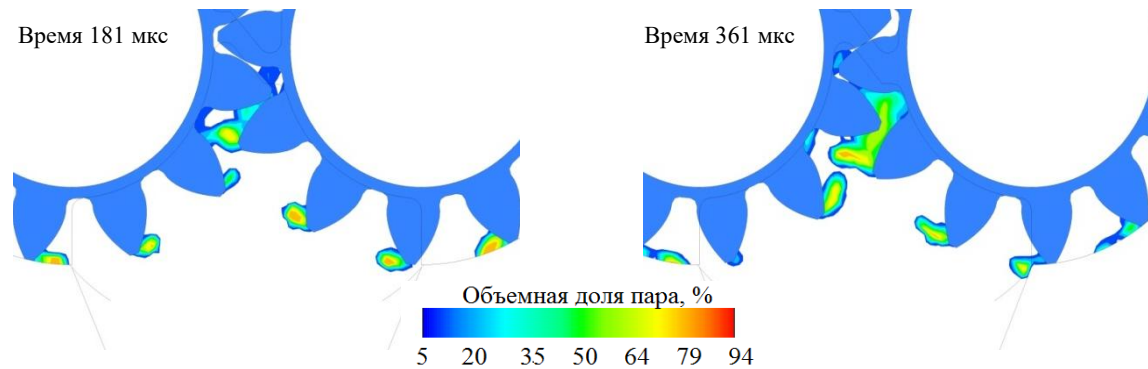 Время 181 мкс
Время 361 мкс
Объемная доля пара, %
5 20 35 50 64 79 94